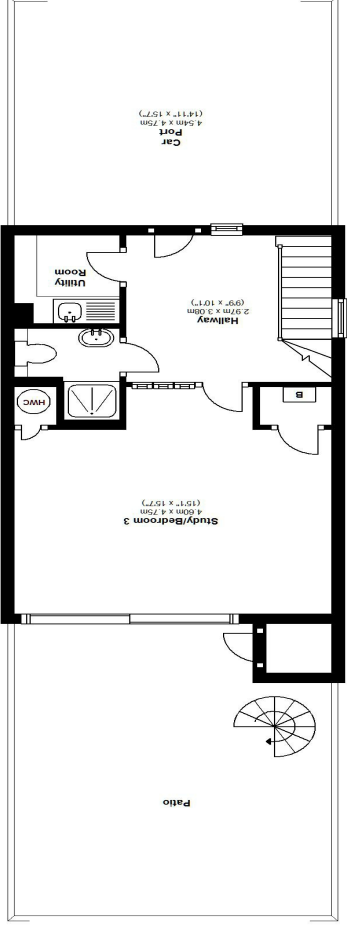 Patio
Study/Bedroom 3
4.60m x 4.75m
(15'1" x 15'7")
B
HWC
Hallway
2.97m x 3.08m
(9'9" x 10'1")
Utility
Room
Car
Port
4.54m x 4.75m
(14'11" x 15'7")